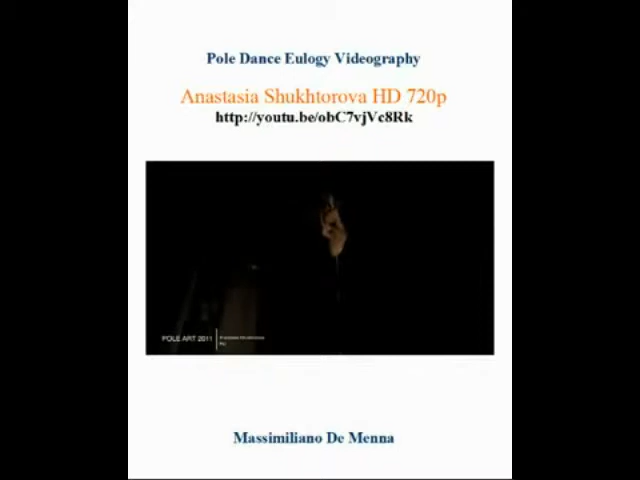 Pole Dance Eulogy Videography
Anastasia Shukhtorova HD 720p
http://youtu.be/obC7vjVc8Rk
POLE ART 2011
Massimiliano De Menna